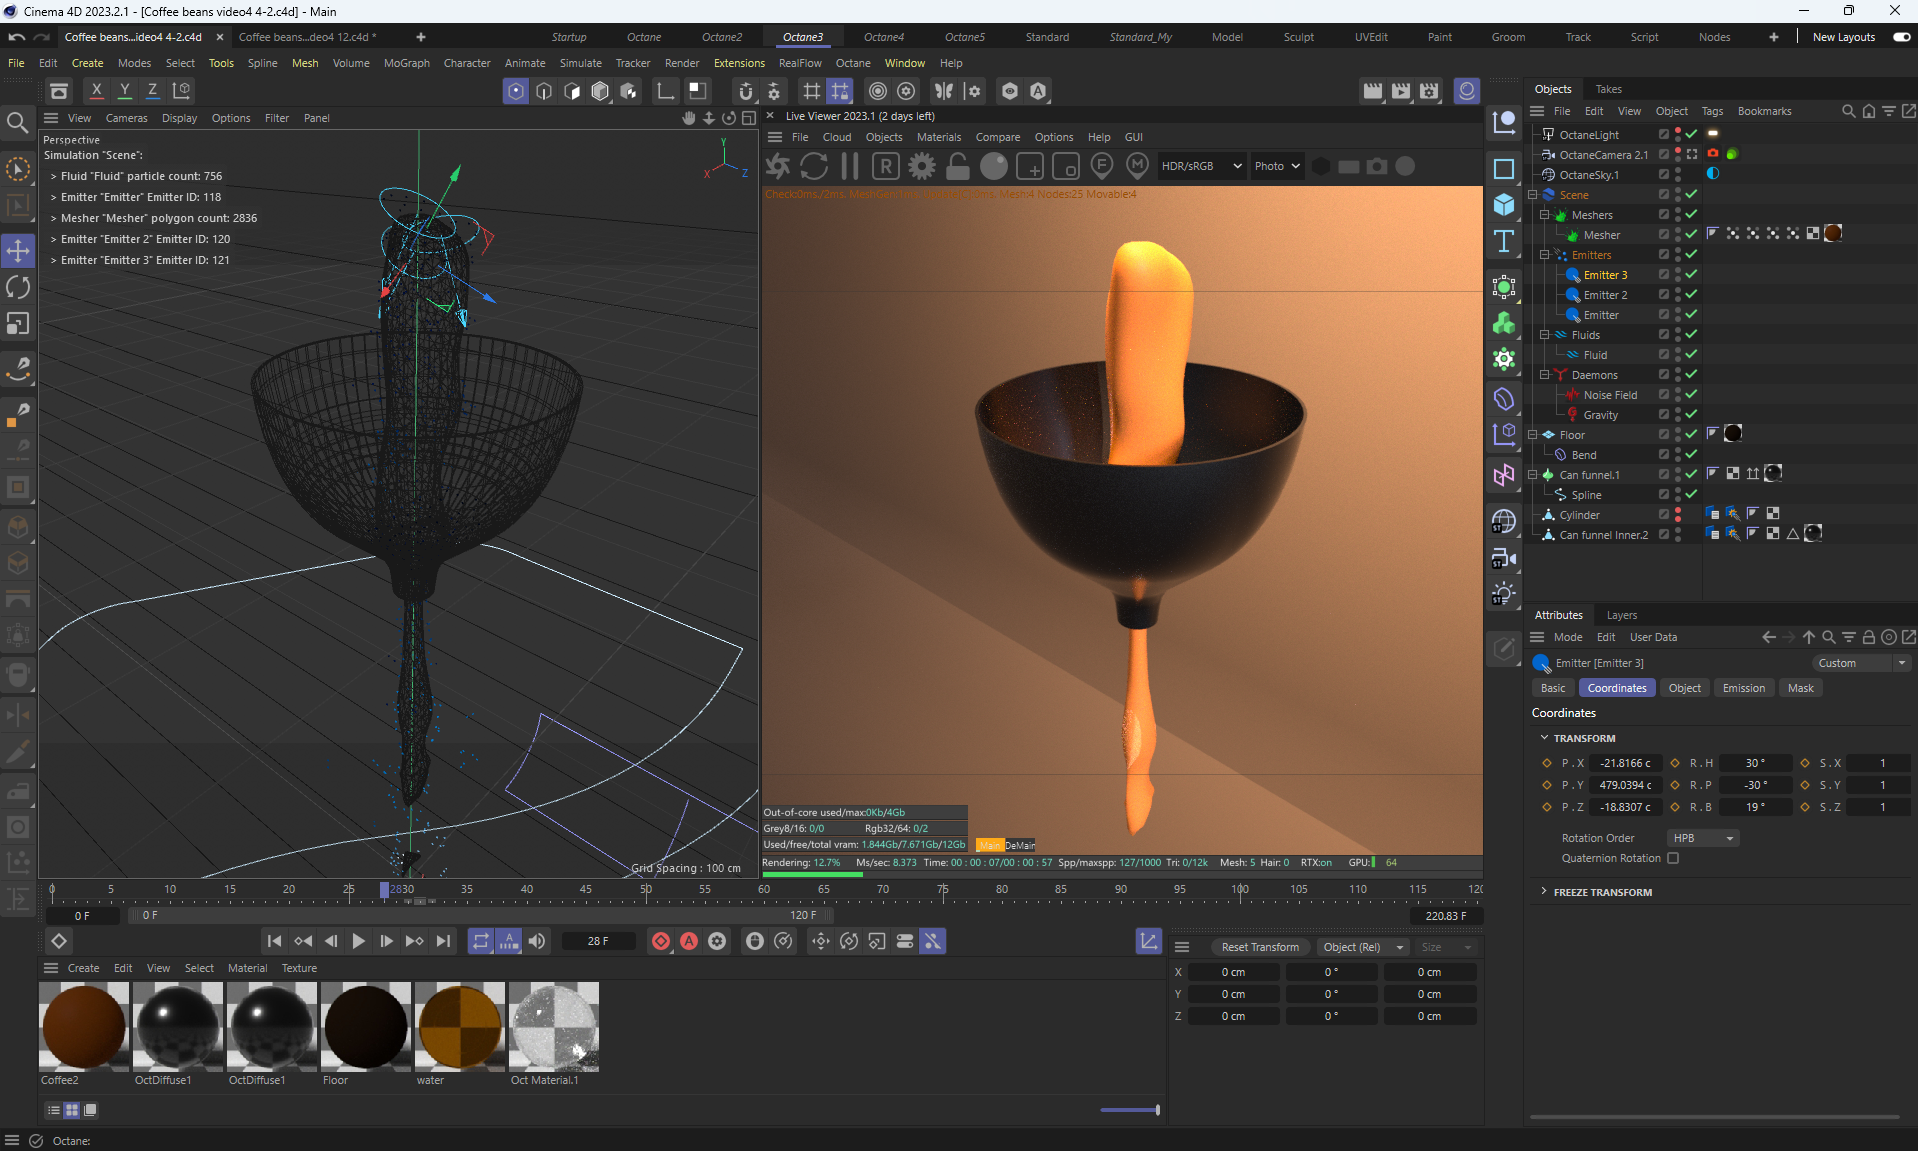 Cinema 4D 2023.2.1 - [Coffee beans video4 4-2.c4d] - Main
Coffee beans...ideo4 4-2.c4d × Coffee beans...deo4 12.c4d * +
Startup Octane Octane2 Octane3 Octane4 Octane5 Standard Standard_My Model Sculpt UVEdit Paint Groom Track Script Nodes + New Layouts
File Edit Create Modes Select Tools Spline Mesh Volume MoGraph Character Animate Simulate Tracker Render Extensions RealFlow Octane Window Help
X Y Z
Objects Takes
File Edit View Object Tags Bookmarks
View Cameras Display Options Filter Panel
Perspective
Simulation "Scene":
> Fluid "Fluid" particle count: 756
> Emitter "Emitter" Emitter ID: 118
> Mesher "Mesher" polygon count: 2836
> Emitter "Emitter 2" Emitter ID: 120
> Emitter "Emitter 3" Emitter ID: 121
Y
X
Z
Grid Spacing : 100 cm
Live Viewer 2023.1 (2 days left)
File Cloud Objects Materials Compare Options Help GUI
R F M HDR/sRGB Photo
Out-of-core used/max:0Kb/4Gb
Grey8/16: 0/0 Rgb32/64: 0/2
Used/free/total vram: 1.844Gb/7.671Gb/12Gb
Main DeMain
Rendering: 12.7% Ms/sec: 8.373 Time: 00 : 00 : 07/00 : 00 : 57 Spp/maxspp: 127/1000 Tri: 0/12k Mesh: 5 Hair: 0 RTX:on GPU: 64
OctaneLight
OctaneCamera 2.1
OctaneSky.1
Scene
Meshers
Mesher
Emitters
Emitter 3
Emitter 2
Emitter
Fluids
Fluid
Daemons
Noise Field
Gravity
Floor
Bend
Can funnel.1
Spline
Cylinder
Can funnel Inner.2
Attributes Layers
Mode Edit User Data
Emitter [Emitter 3] Custom
Basic Coordinates Object Emission Mask
Coordinates
TRANSFORM
P . X -21.8166 c R . H 30 ° S . X 1
P . Y 479.0394 c R . P -30 ° S . Y 1
P . Z -18.8307 c R . B 19 ° S . Z 1
Rotation Order HPB
Quaternion Rotation
FREEZE TRANSFORM
0 5 10 15 20 25 2830 35 40 45 50 55 60 65 70 75 80 85 90 95 100 105 110 115 120
0 F 0 F 120 F 220.83 F
28 F
Create Edit View Select Material Texture
Coffee2 OctDiffuse1 OctDiffuse1 Floor water Oct Material.1
Reset Transform Object (Rel) Size
X 0 cm 0 ° 0 cm
Y 0 cm 0 ° 0 cm
Z 0 cm 0 ° 0 cm
Octane: